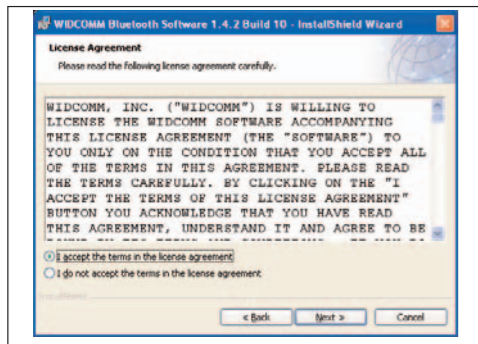 WIDCOMM Bluetooth Software 1.4.2 Build 10 - InstallShield Wizard
License Agreement
Please read the following license agreement carefully.
WIDCOMM, INC. ("WIDCOMM") IS WILLING TO
LICENSE THE WIDCOMM SOFTWARE ACCOMPANYING
THIS LICENSE AGREEMENT (THE "SOFTWARE") TO
YOU ONLY ON THE CONDITION THAT YOU ACCEPT ALL
OF THE TERMS IN THIS AGREEMENT. PLEASE READ
THE TERMS CAREFULLY. BY CLICKING ON THE "I
ACCEPT THE TERMS OF THIS LICENSE AGREEMENT"
BUTTON YOU ACKNOWLEDGE THAT YOU HAVE READ
THIS AGREEMENT, UNDERSTAND IT AND AGREE TO BE
I accept the terms in the license agreement
I do not accept the terms in the license agreement
< Back Next > Cancel